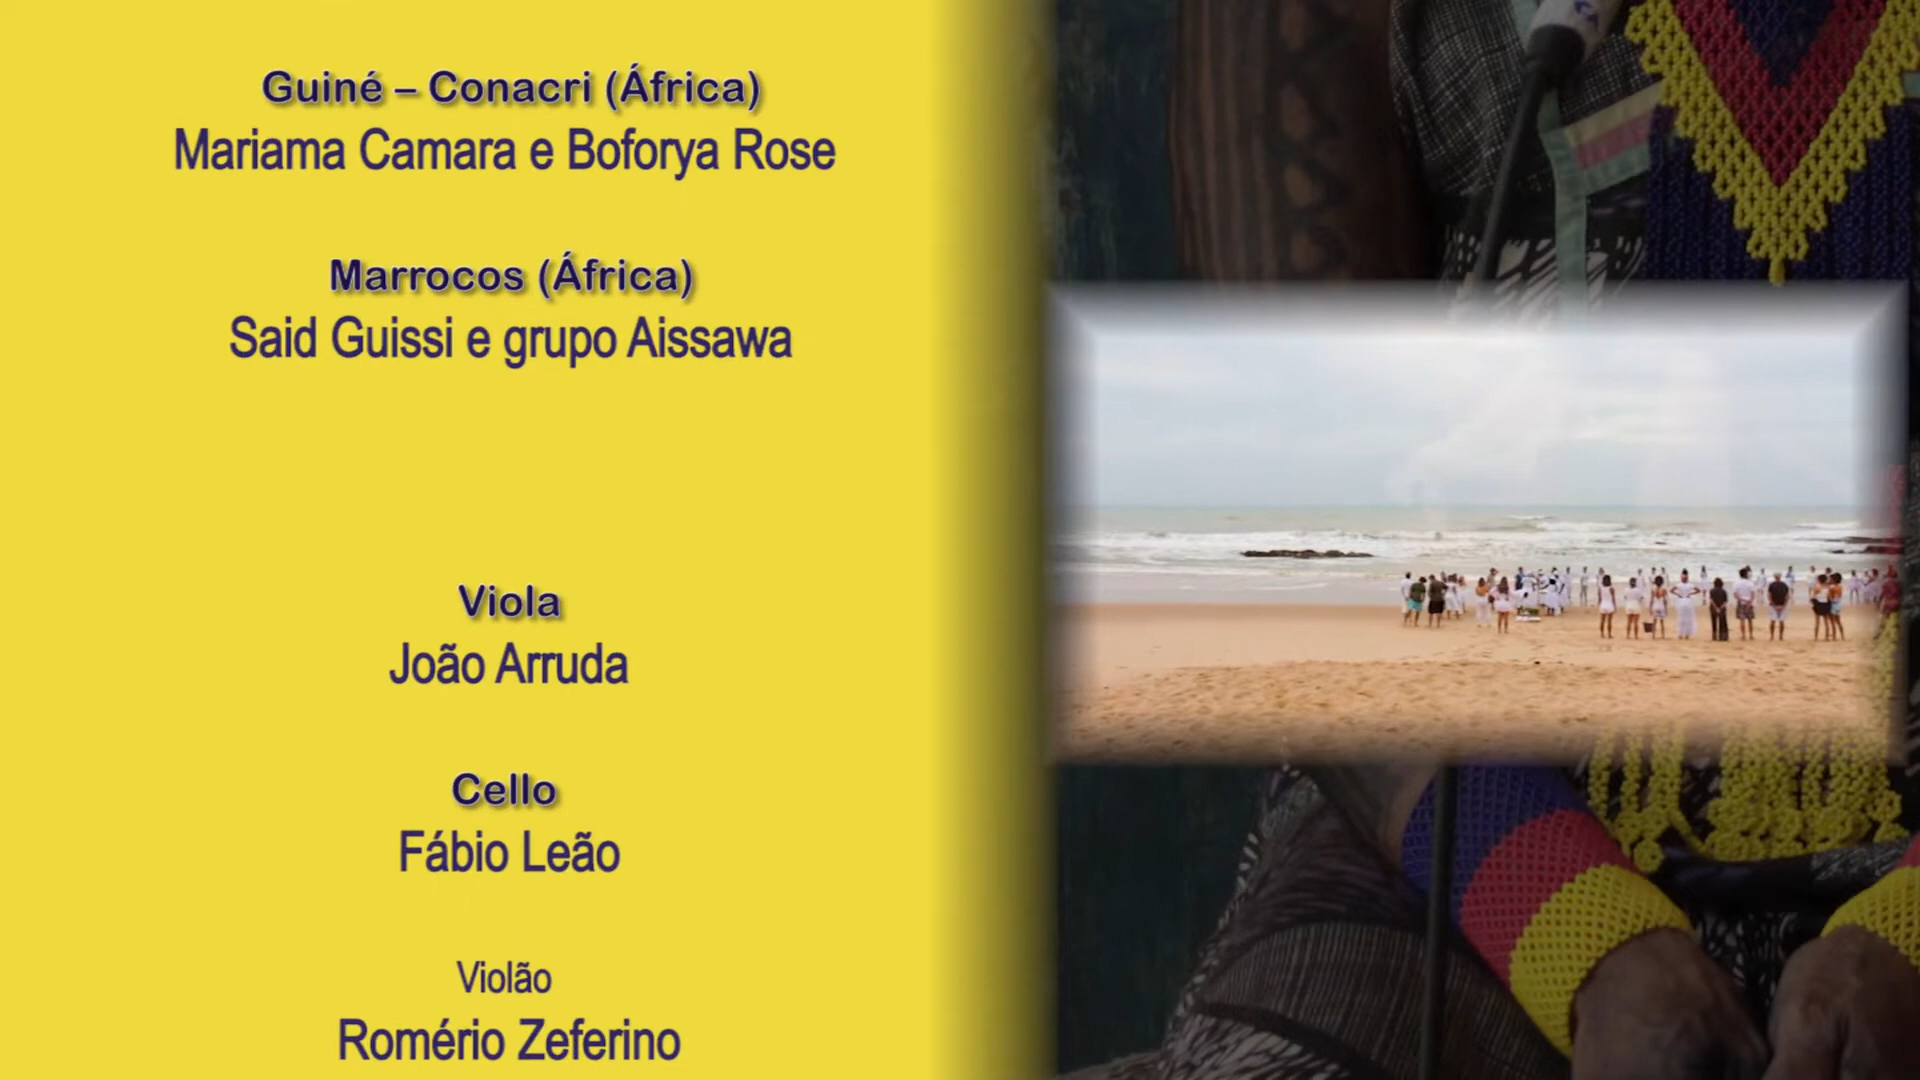 Guiné – Conacri (África)
Mariama Camara e Boforya Rose
Marrocos (África)
Said Guissi e grupo Aissawa
Viola
João Arruda
Cello
Fábio Leão
Violão
Romério Zeferino